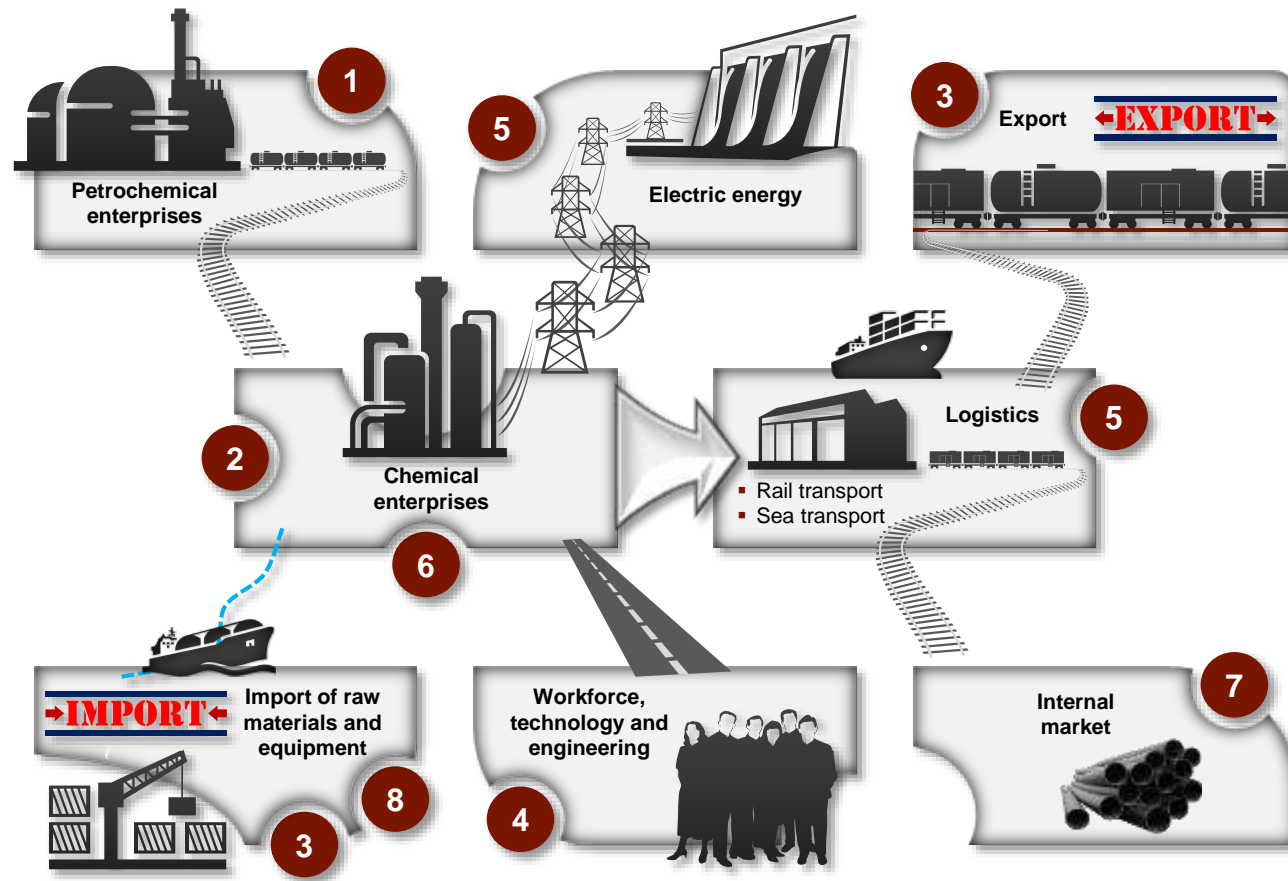 1
Petrochemical
enterprises
5
Electric energy
3
Export
EXPORT
2
Chemical
enterprises
6
Logistics
5
▪ Rail transport
▪ Sea transport
IMPORT
Import of raw
materials and
equipment
8
3
Workforce,
technology and
engineering
4
Internal
market
7